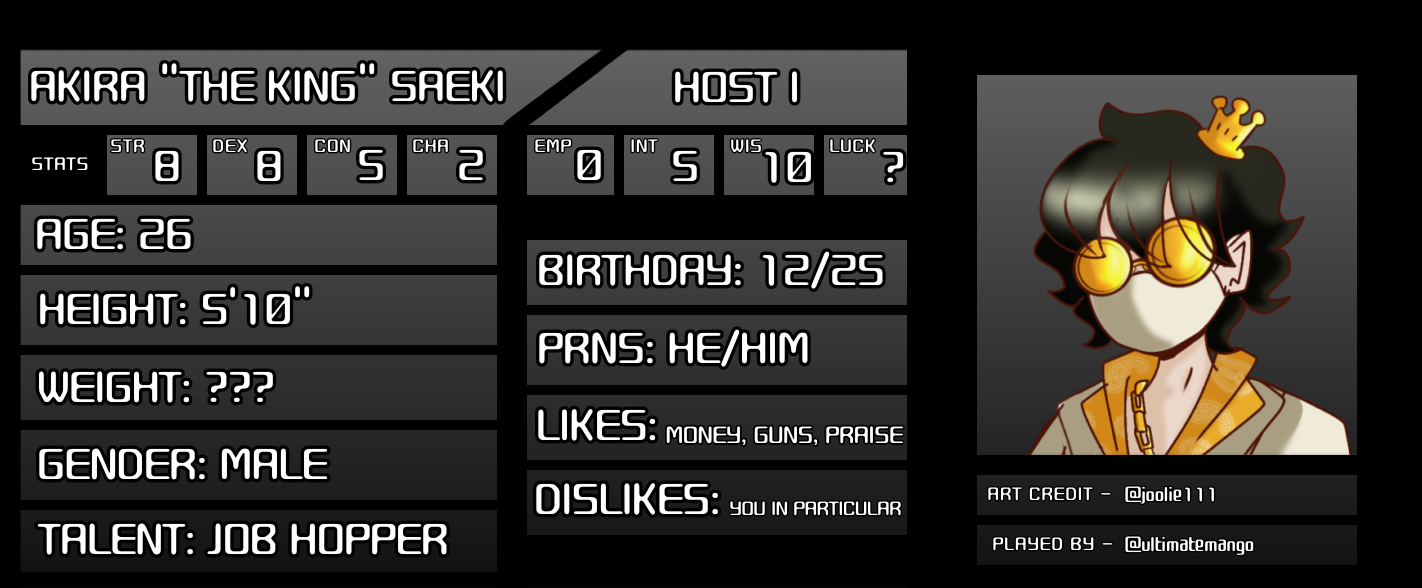 AKIRA "THE KING" SAEKI
HOST 1
STATS
STR 8
DEX 8
CON 5
CHA 2
EMP 0
INT 5
WIS 10
LUCK ?
AGE: 26
HEIGHT: 5'10"
WEIGHT: ???
GENDER: MALE
TALENT: JOB HOPPER
BIRTHDAY: 12/25
PRNS: HE/HIM
LIKES: MONEY, GUNS, PRAISE
DISLIKES: YOU IN PARTICULAR
ART CREDIT - @joolie111
PLAYED BY - @ultimatemango